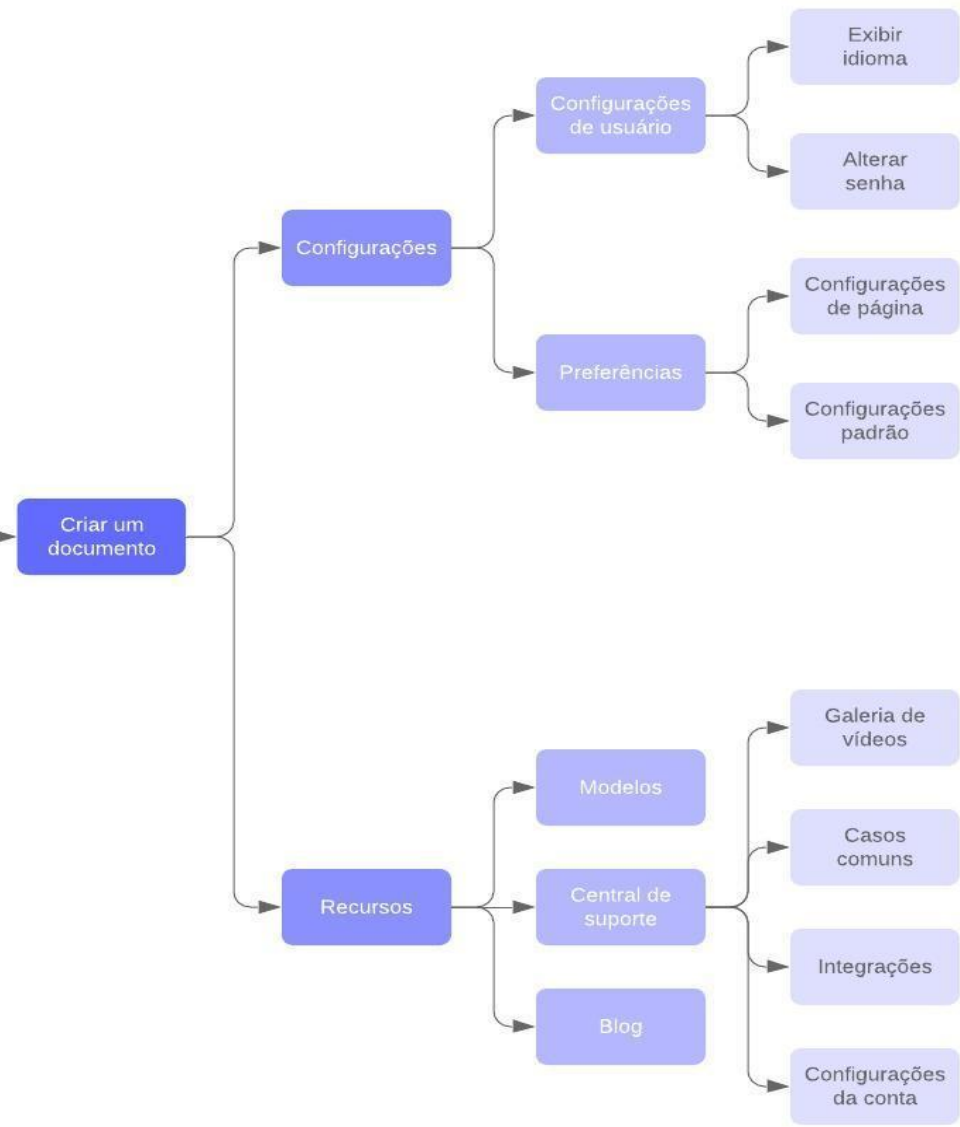 Exibir
idioma
Configurações
de usuário
Alterar
senha
Configurações
Configurações
de página
Preferências
Configurações
padrão
Criar um
documento
Galeria de
vídeos
Modelos
Casos
comuns
Recursos
Central de
suporte
Integrações
Blog
Configurações
da conta